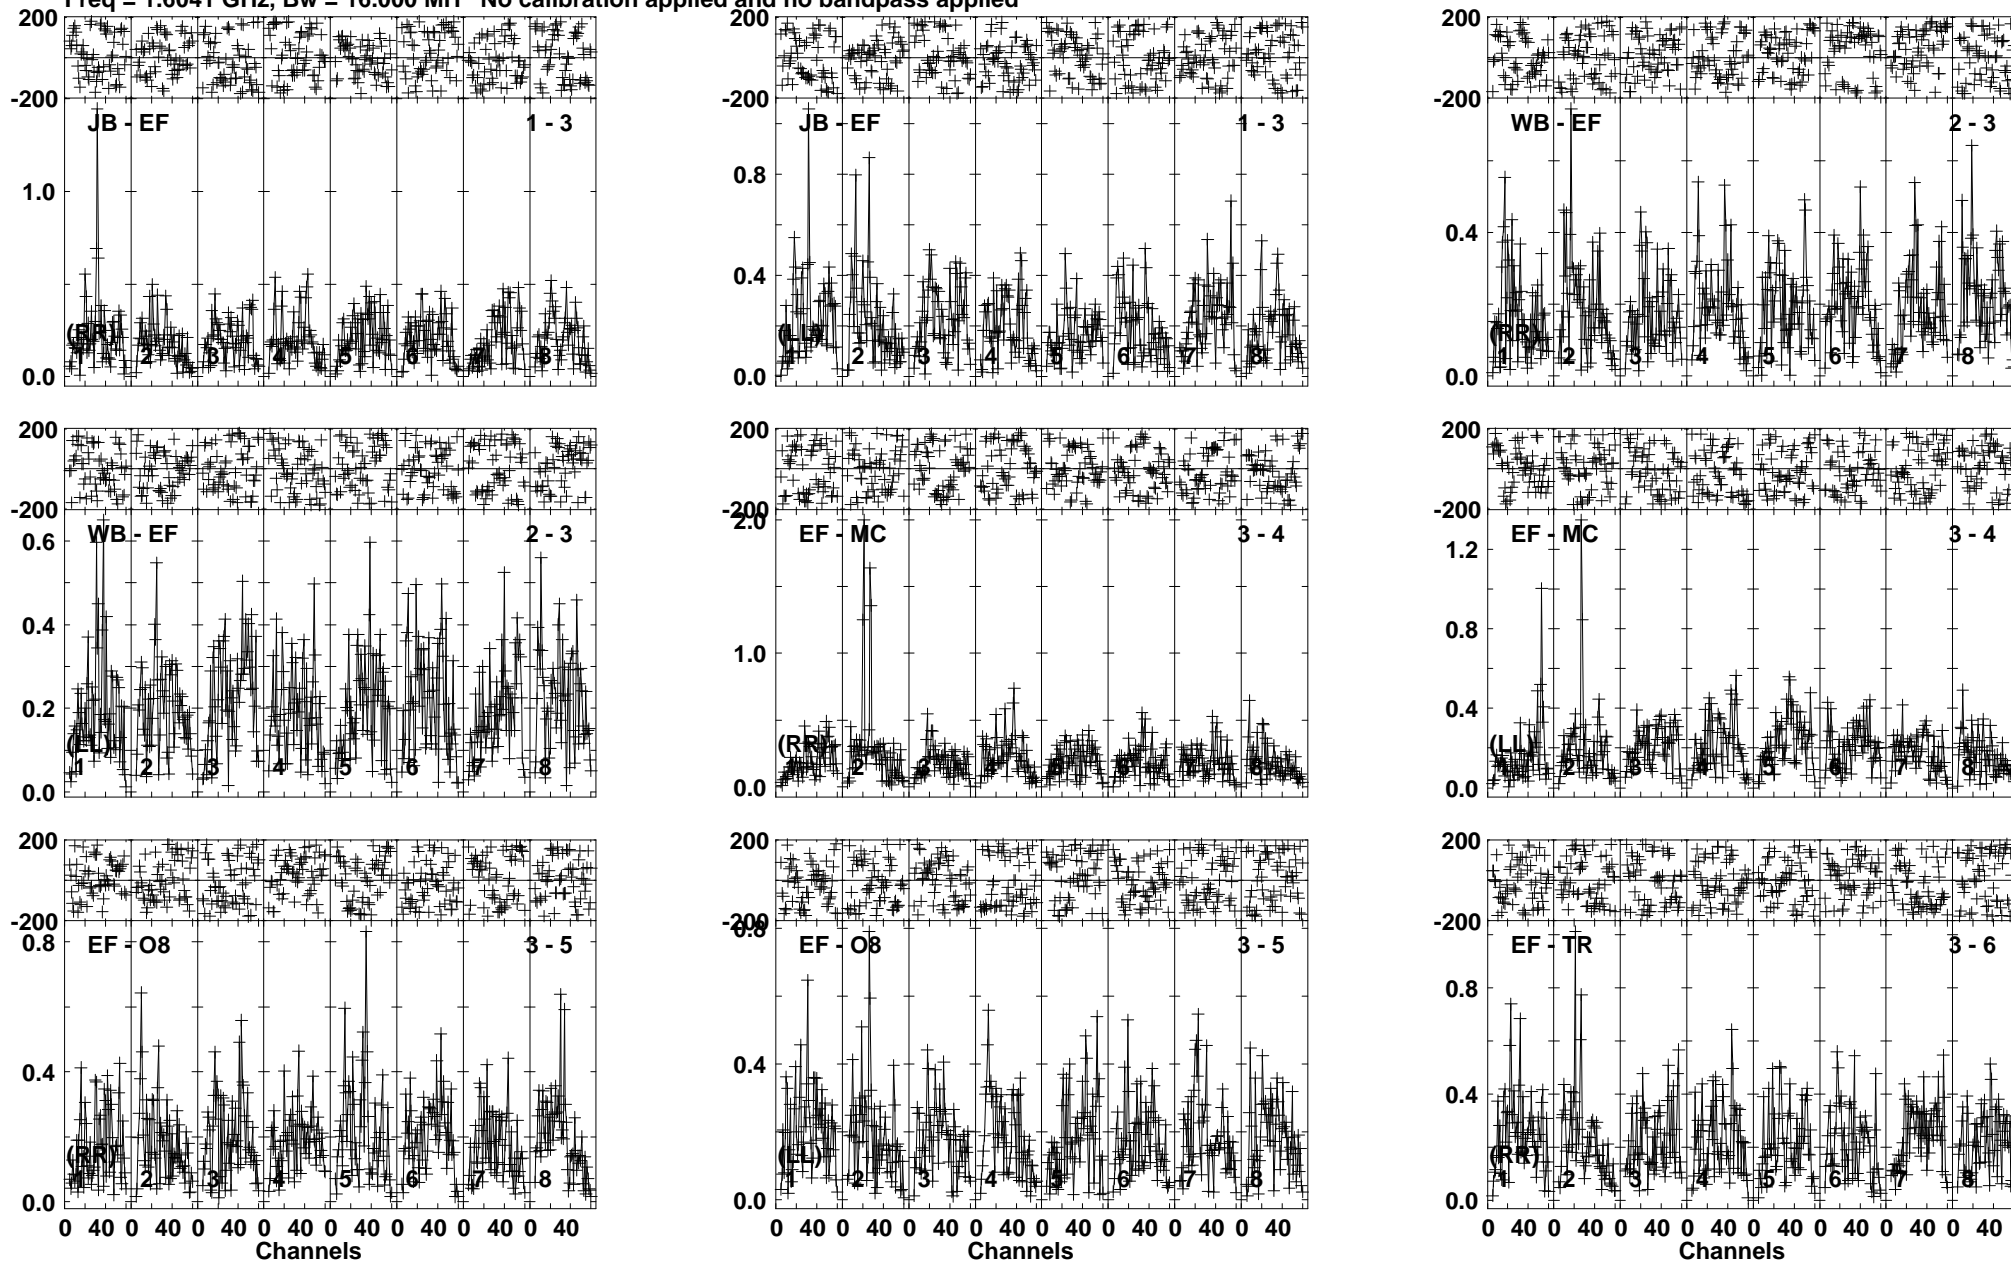 Freq = 1.6041 GHz, Bw = 16.000 MH No calibration applied and no bandpass applied
200 200 200
-200 -200 -200
JB - EF 1 - 3 JB - EF 1 - 3 WB - EF 2 - 3
1.0 0.8 0.4
0.4
(RR) (LL) (RR)
1 2 3 4 5 6 7 8 1 2 3 4 5 6 7 8 1 2 3 4 5 6 7 8
0.0 0.0 0.0
200 200 200
-200 -200 -200
WB - EF 2 - 3 EF - MC 3 - 4 EF - MC 3 - 4
0.6 2.0 1.2
0.4 1.0 0.8
0.2 0.4
(LL) (RR) (LL)
1 2 3 4 5 6 7 8 1 2 3 4 5 6 7 8 1 2 3 4 5 6 7 8
0.0 0.0 0.0
200 200 200
-200 -200 -200
EF - O8 3 - 5 EF - O8 3 - 5 EF - TR 3 - 6
0.8 0.8 0.8
0.4 0.4 0.4
(RR) (LL) (RR)
1 2 3 4 5 6 7 8 1 2 3 4 5 6 7 8 1 2 3 4 5 6 7 8
0.0 0.0 0.0
0 40 0 40 0 40 0 40 0 40 0 40 0 40 0 40 0 40 0 40 0 40 0 40 0 40 0 40 0 40 0 40 0 40 0 40 0 40 0 40 0 40 0 40 0 40 0 40
Channels Channels Channels